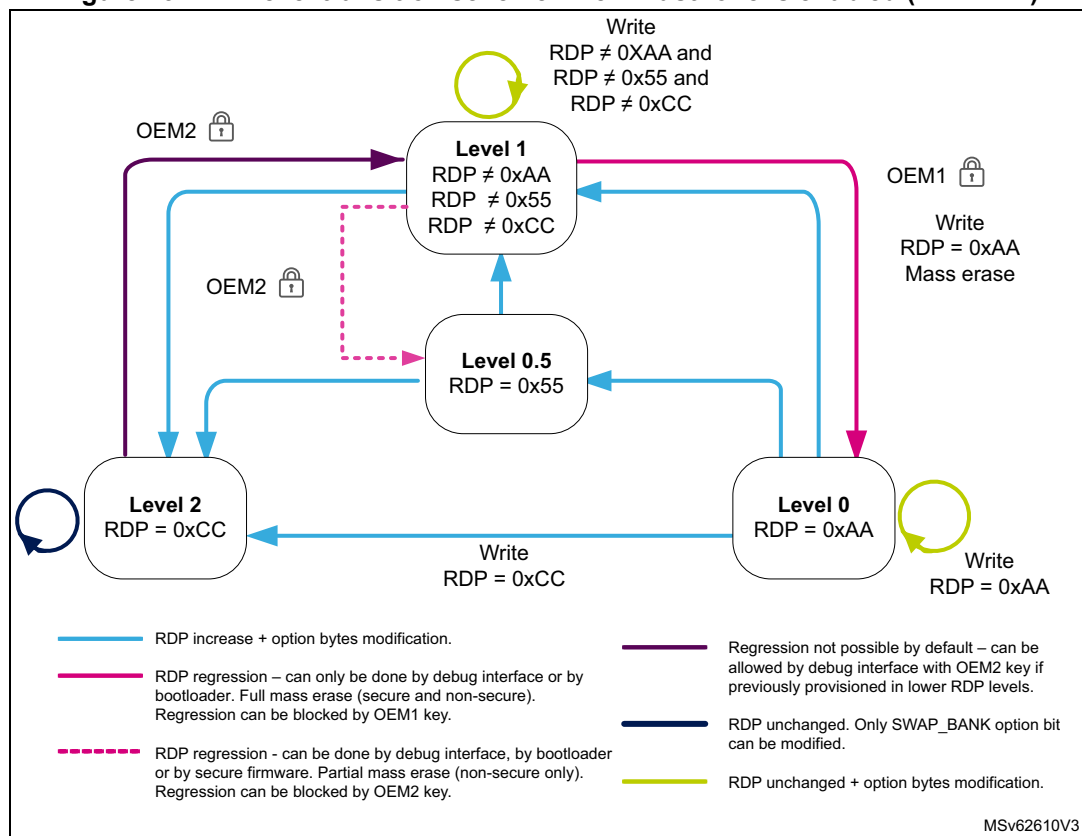 Write
RDP ≠ 0XAA and
RDP ≠ 0x55 and
RDP ≠ 0xCC
OEM2
Level 1
RDP ≠ 0xAA
RDP ≠ 0x55
RDP ≠ 0xCC
OEM1
Write
RDP = 0xAA
Mass erase
OEM2
Level 0.5
RDP = 0x55
Level 2
RDP = 0xCC
Level 0
RDP = 0xAA
Write
RDP = 0xCC
Write
RDP = 0xAA
RDP increase + option bytes modification.
RDP regression – can only be done by debug interface or by
bootloader. Full mass erase (secure and non-secure).
Regression can be blocked by OEM1 key.
RDP regression - can be done by debug interface, by bootloader
or by secure firmware. Partial mass erase (non-secure only).
Regression can be blocked by OEM2 key.
Regression not possible by default – can be
allowed by debug interface with OEM2 key if
previously provisioned in lower RDP levels.
RDP unchanged. Only SWAP_BANK option bit
can be modified.
RDP unchanged + option bytes modification.
MSv62610V3